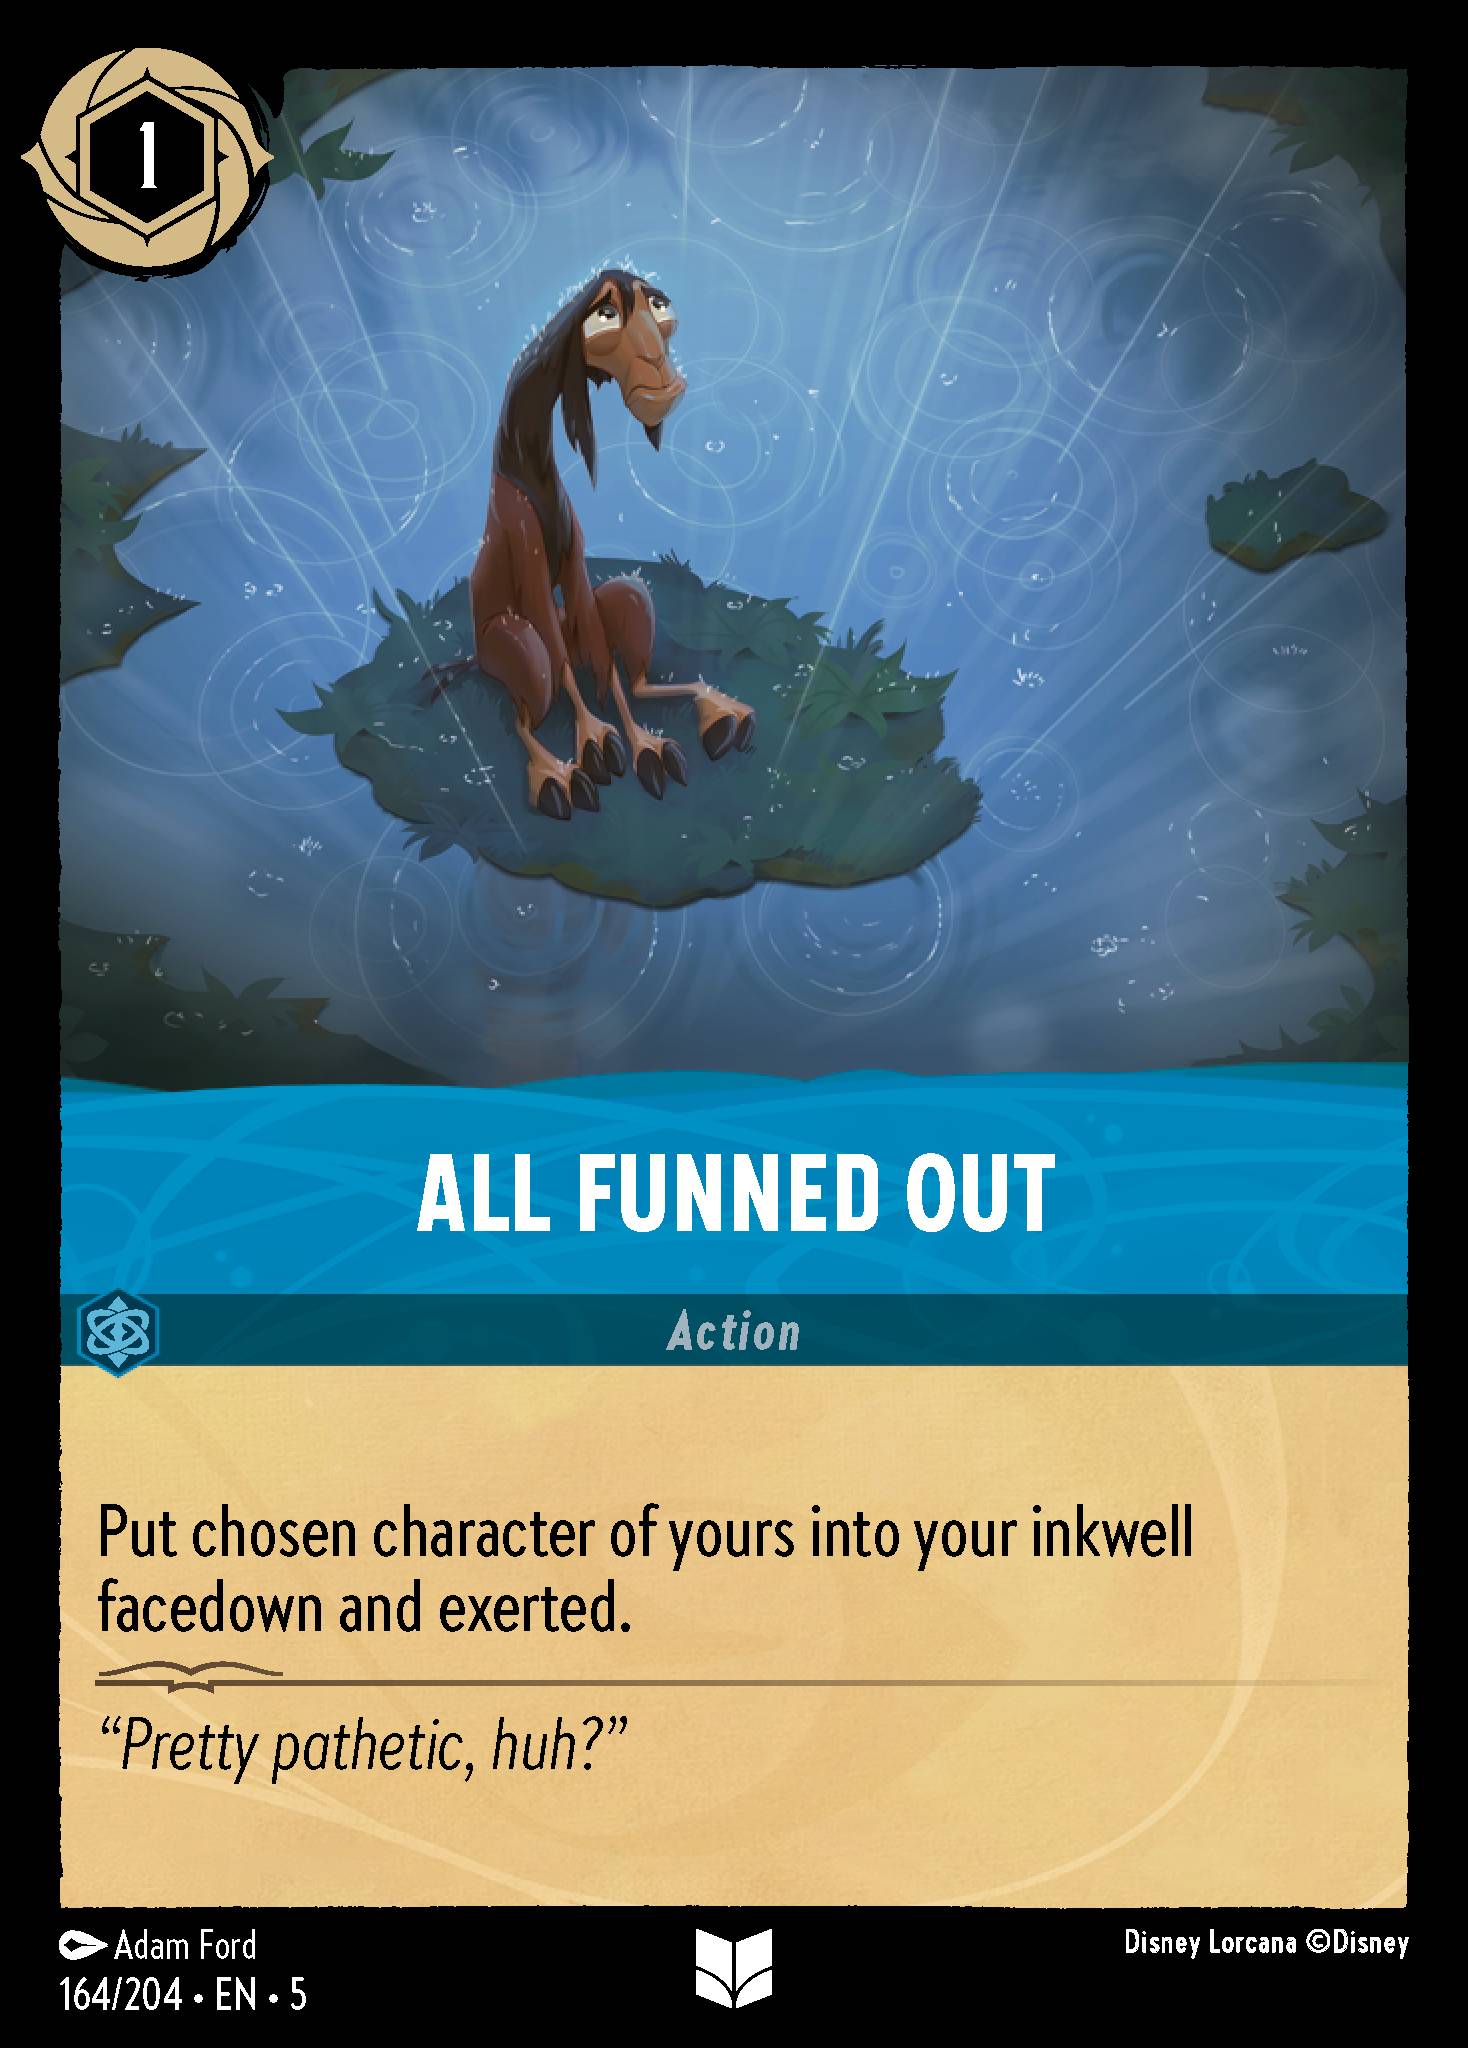 1
ALL FUNNED OUT
Action
Put chosen character of yours into your inkwell
facedown and exerted.
“Pretty pathetic, huh?”
Adam Ford
Disney Lorcana ©Disney
164/204 • EN • 5